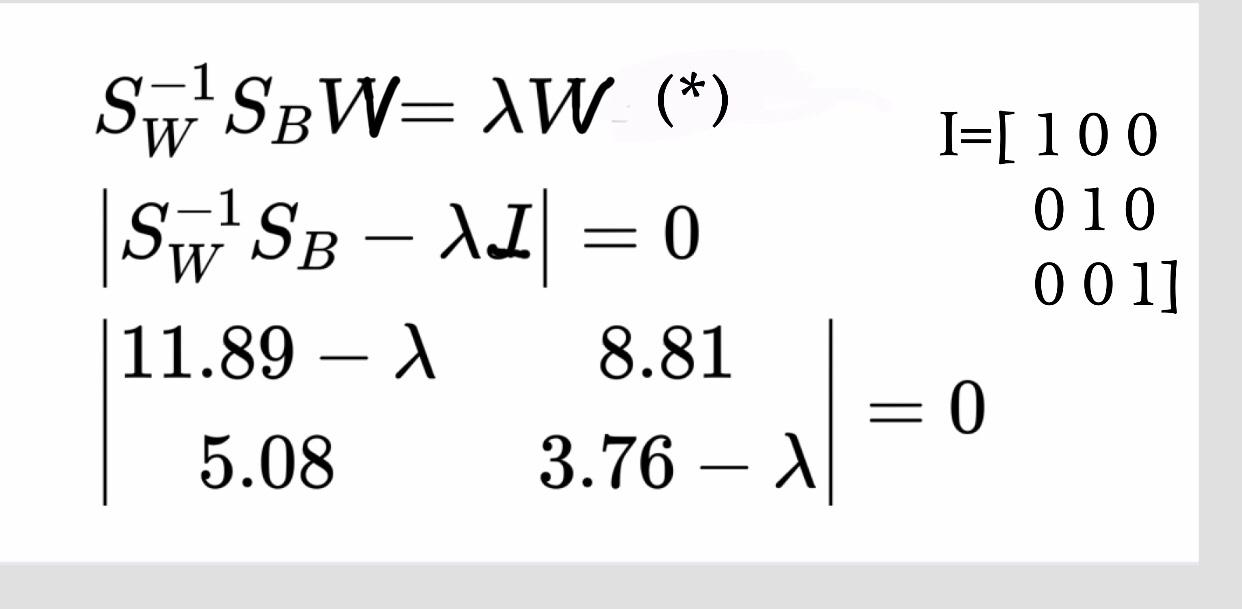 S_W^{-1} S_B W = λW (*)
|S_W^{-1} S_B − λI| = 0
|11.89 − λ 8.81|
|5.08 3.76 − λ| = 0
I=[ 1 0 0
0 1 0
0 0 1]